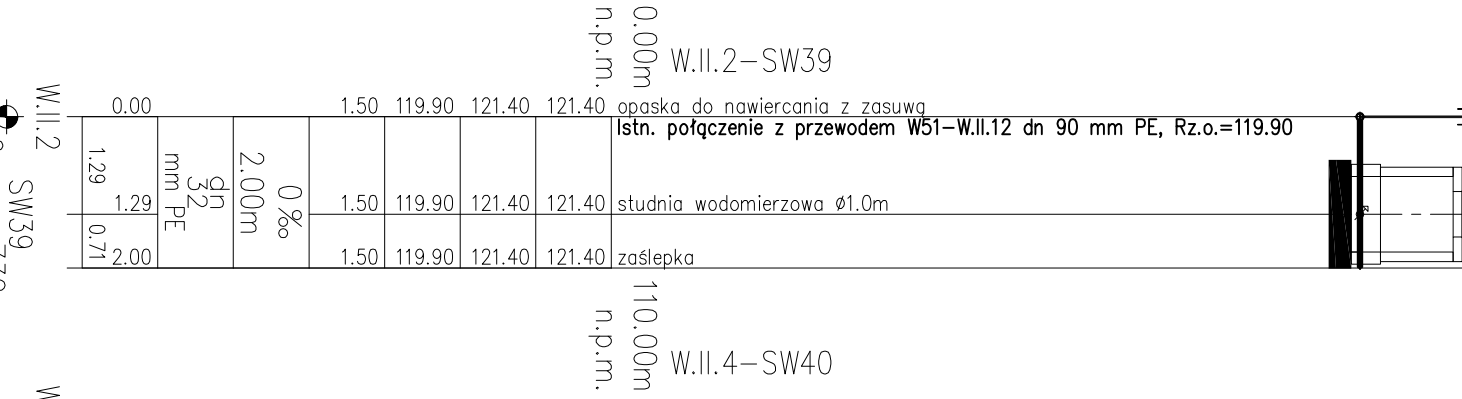 0.00m
n.p.m.
W.II.2-SW39
W.II.2
0.00
1.50 119.90 121.40 121.40 opaska do nawiercania z zasuwą
Istn. połączenie z przewodem W51-W.II.12 dn 90 mm PE, Rz.o.=119.90
1.29
dn
32
mm PE
0‰
2.00m
SW39
1.29
1.50 119.90 121.40 121.40 studnia wodomierzowa Ø1.0m
0.71
2.00
1.50 119.90 121.40 121.40 zaślepka
110.00m
n.p.m.
W.II.4-SW40
W